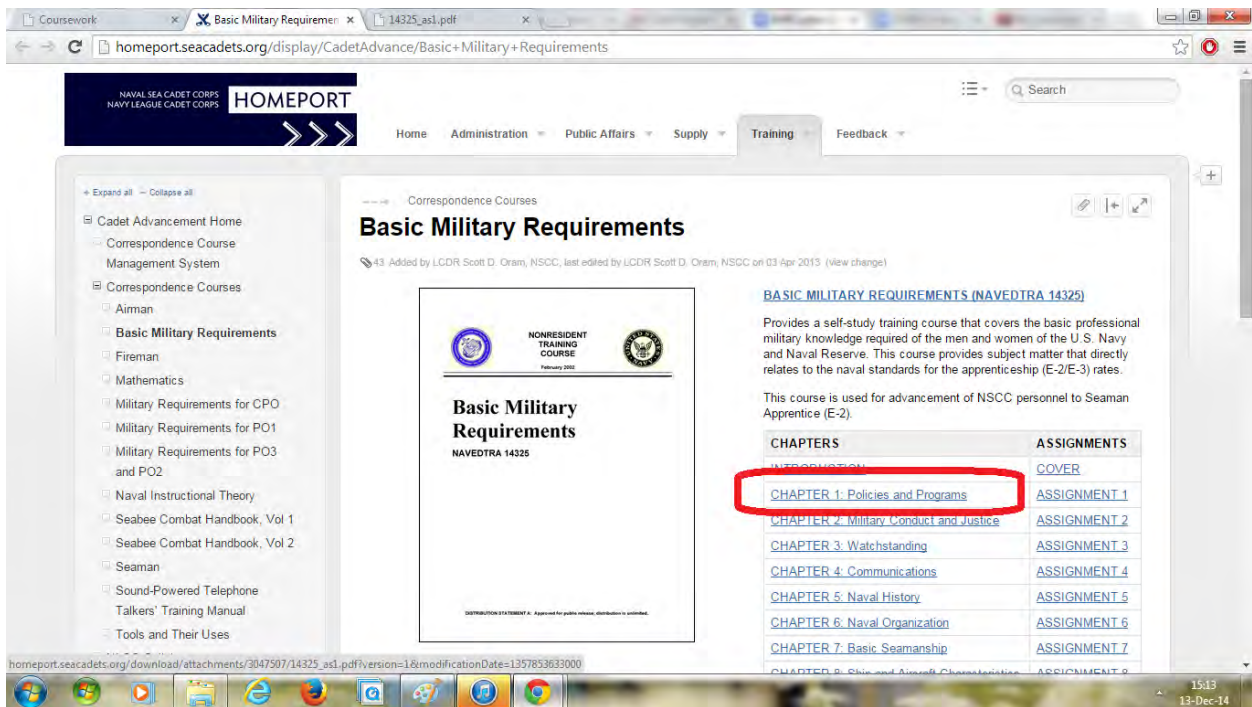 Coursework
Basic Military Requiremen
14325_as1.pdf
homeport.seacadets.org/display/CadetAdvance/Basic+Military+Requirements
NAVAL SEA CADET CORPS
NAVY LEAGUE CADET CORPS
HOMEPORT
Search
Home Administration Public Affairs Supply Training Feedback
+ Expand all − Collapse all
Cadet Advancement Home
Correspondence Course
Management System
Correspondence Courses
Airman
Basic Military Requirements
Fireman
Mathematics
Military Requirements for CPO
Military Requirements for PO1
Military Requirements for PO3
and PO2
Naval Instructional Theory
Seabee Combat Handbook, Vol 1
Seabee Combat Handbook, Vol 2
Seaman
Sound-Powered Telephone
Talkers' Training Manual
Tools and Their Uses
Correspondence Courses
Basic Military Requirements
43 Added by LCDR Scott D. Oram, NSCC, last edited by LCDR Scott D. Oram, NSCC on 03 Apr 2013 (view change)
NONRESIDENT
TRAINING
COURSE
February 2002
Basic Military
Requirements
NAVEDTRA 14325
DISTRIBUTION STATEMENT A: Approved for public release, distribution is unlimited.
BASIC MILITARY REQUIREMENTS (NAVEDTRA 14325)
Provides a self-study training course that covers the basic professional
military knowledge required of the men and women of the U.S. Navy
and Naval Reserve. This course provides subject matter that directly
relates to the naval standards for the apprenticeship (E-2/E-3) rates.
This course is used for advancement of NSCC personnel to Seaman
Apprentice (E-2).
CHAPTERS ASSIGNMENTS
INTRODUCTION COVER
CHAPTER 1: Policies and Programs ASSIGNMENT 1
CHAPTER 2: Military Conduct and Justice ASSIGNMENT 2
CHAPTER 3: Watchstanding ASSIGNMENT 3
CHAPTER 4: Communications ASSIGNMENT 4
CHAPTER 5: Naval History ASSIGNMENT 5
CHAPTER 6: Naval Organization ASSIGNMENT 6
CHAPTER 7: Basic Seamanship ASSIGNMENT 7
CHAPTER 8: Ship and Aircraft Characteristics ASSIGNMENT 8
homeport.seacadets.org/download/attachments/3047507/14325_as1.pdf?version=1&modificationDate=1357853633000
15:13
13-Dec-14